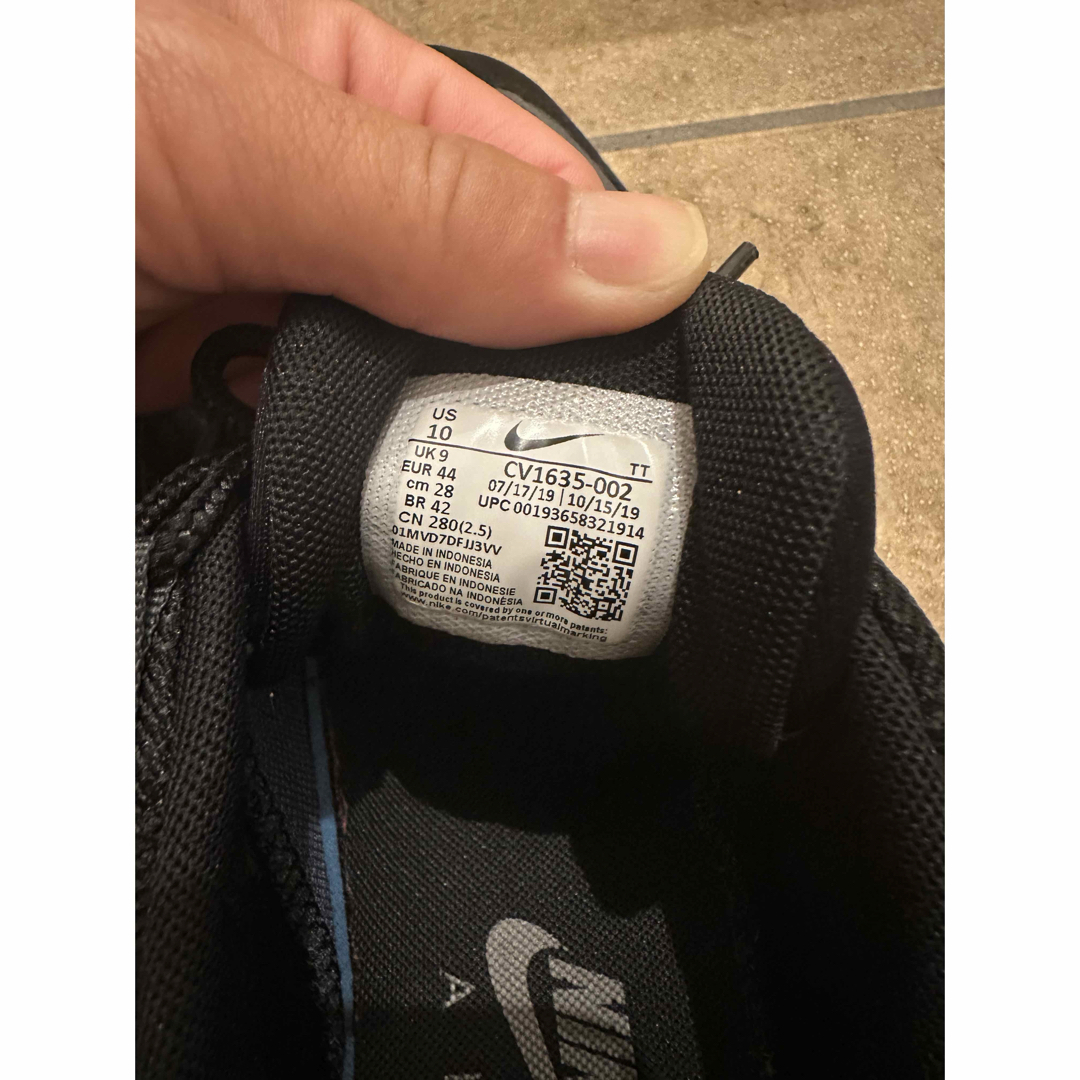 US
10
UK 9
EUR 44
cm 28
BR 42
CN 280(2.5)
TT
CV1635-002
07/17/19 | 10/15/19
UPC 00193658321914
01MVD7DFJJ3VV
MADE IN INDONESIA
HECHO EN INDONESIA
FABRIQUE EN INDONESIE
FABRICADO NA INDONÉSIA
This product is covered by one or more patents:
www.nike.com/patentsvirtualmarking
NIK
A